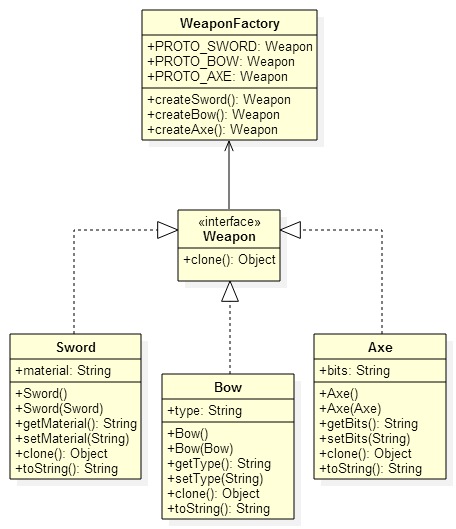 WeaponFactory
+PROTO_SWORD: Weapon
+PROTO_BOW: Weapon
+PROTO_AXE: Weapon
+createSword(): Weapon
+createBow(): Weapon
+createAxe(): Weapon
«interface»
Weapon
+clone(): Object
Sword
+material: String
+Sword()
+Sword(Sword)
+getMaterial(): String
+setMaterial(String)
+clone(): Object
+toString(): String
Bow
+type: String
+Bow()
+Bow(Bow)
+getType(): String
+setType(String)
+clone(): Object
+toString(): String
Axe
+bits: String
+Axe()
+Axe(Axe)
+getBits(): String
+setBits(String)
+clone(): Object
+toString(): String